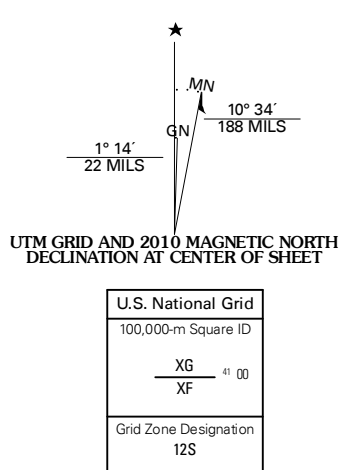 ★
MN
GN
10° 34´
188 MILS
1° 14´
22 MILS
UTM GRID AND 2010 MAGNETIC NORTH
DECLINATION AT CENTER OF SHEET
U.S. National Grid
100,000-m Square ID
XG
41 00
XF
Grid Zone Designation
12S